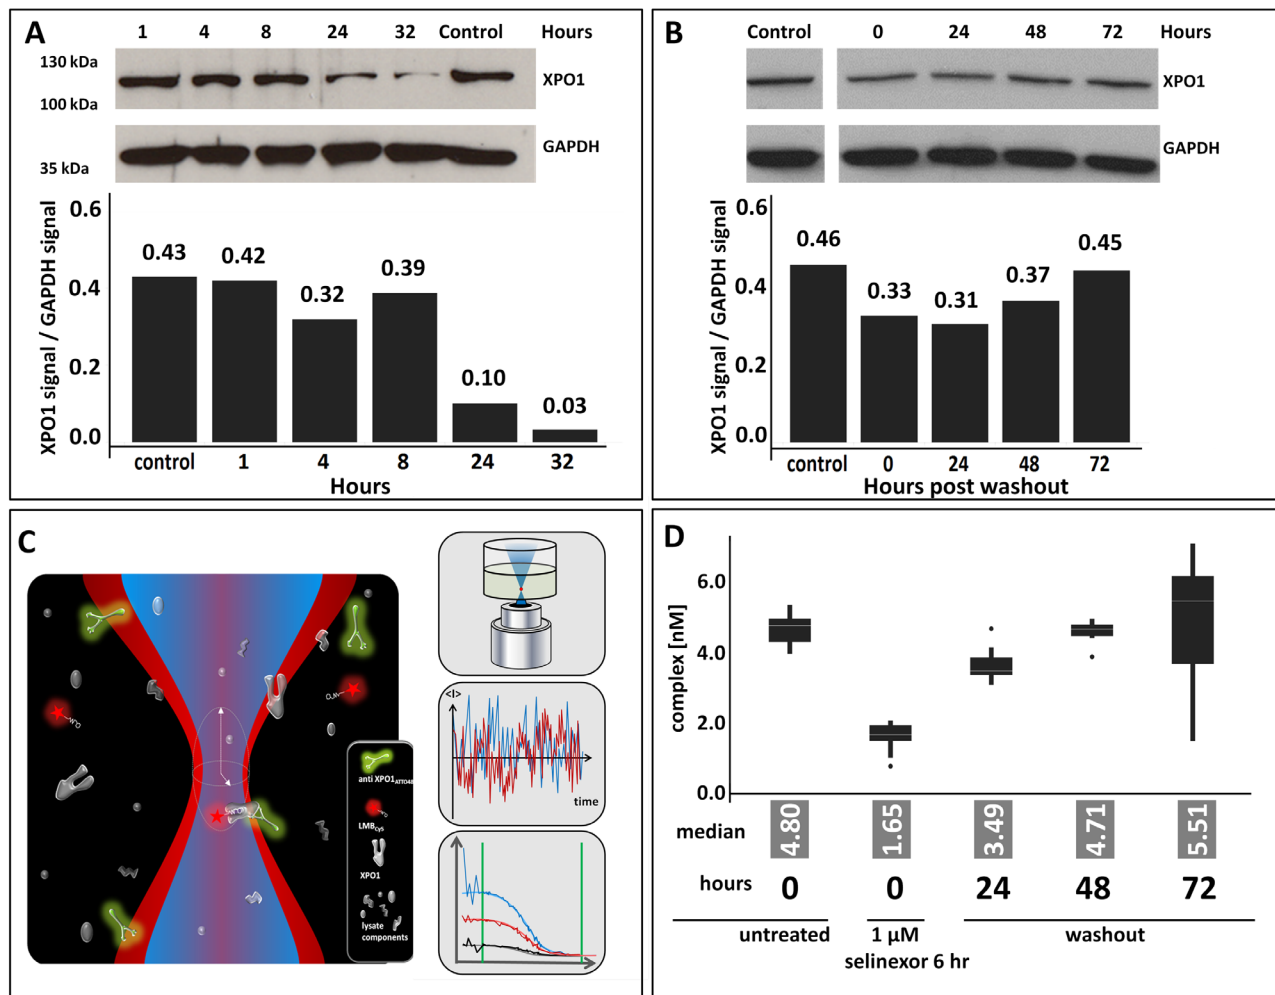 A
1 4 8 24 32 Control Hours
130 kDa
XPO1
100 kDa
GAPDH
35 kDa
XPO1 signal / GAPDH signal
0.6
0.4
0.2
0.0
0.43
0.42
0.32
0.39
0.10
0.03
control 1 4 8 24 32
Hours
B
Control 0 24 48 72 Hours
XPO1
GAPDH
XPO1 signal / GAPDH signal
0.6
0.4
0.2
0.0
0.46
0.33
0.31
0.37
0.45
control 0 24 48 72
Hours post washout
C
anti XPO1
LMBCys
XPO1
lysate
components
<I>
time
D
complex [nM]
6.0
4.0
2.0
0.0
median 4.80 1.65 3.49 4.71 5.51
hours 0 0 24 48 72
untreated 1 µM washout
selinexor 6 hr